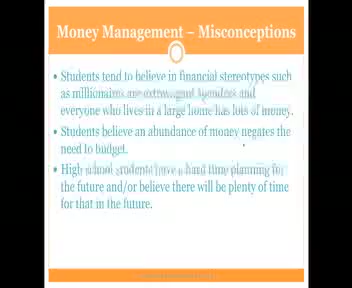 Money Management – Misconceptions
• Students tend to believe in financial stereotypes such
as millionaires are extravagant spenders and
everyone who lives in a large home has lots of money.
• Students believe an abundance of money negates the
need to budget.
• High school students have a hard time planning for
the future and/or believe there will be plenty of time
for that in the future.